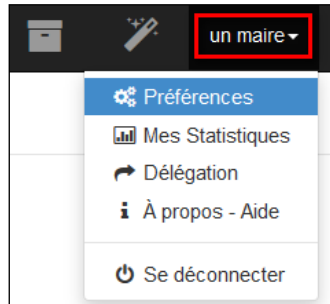 un maire
Préférences
Mes Statistiques
Délégation
À propos - Aide
Se déconnecter